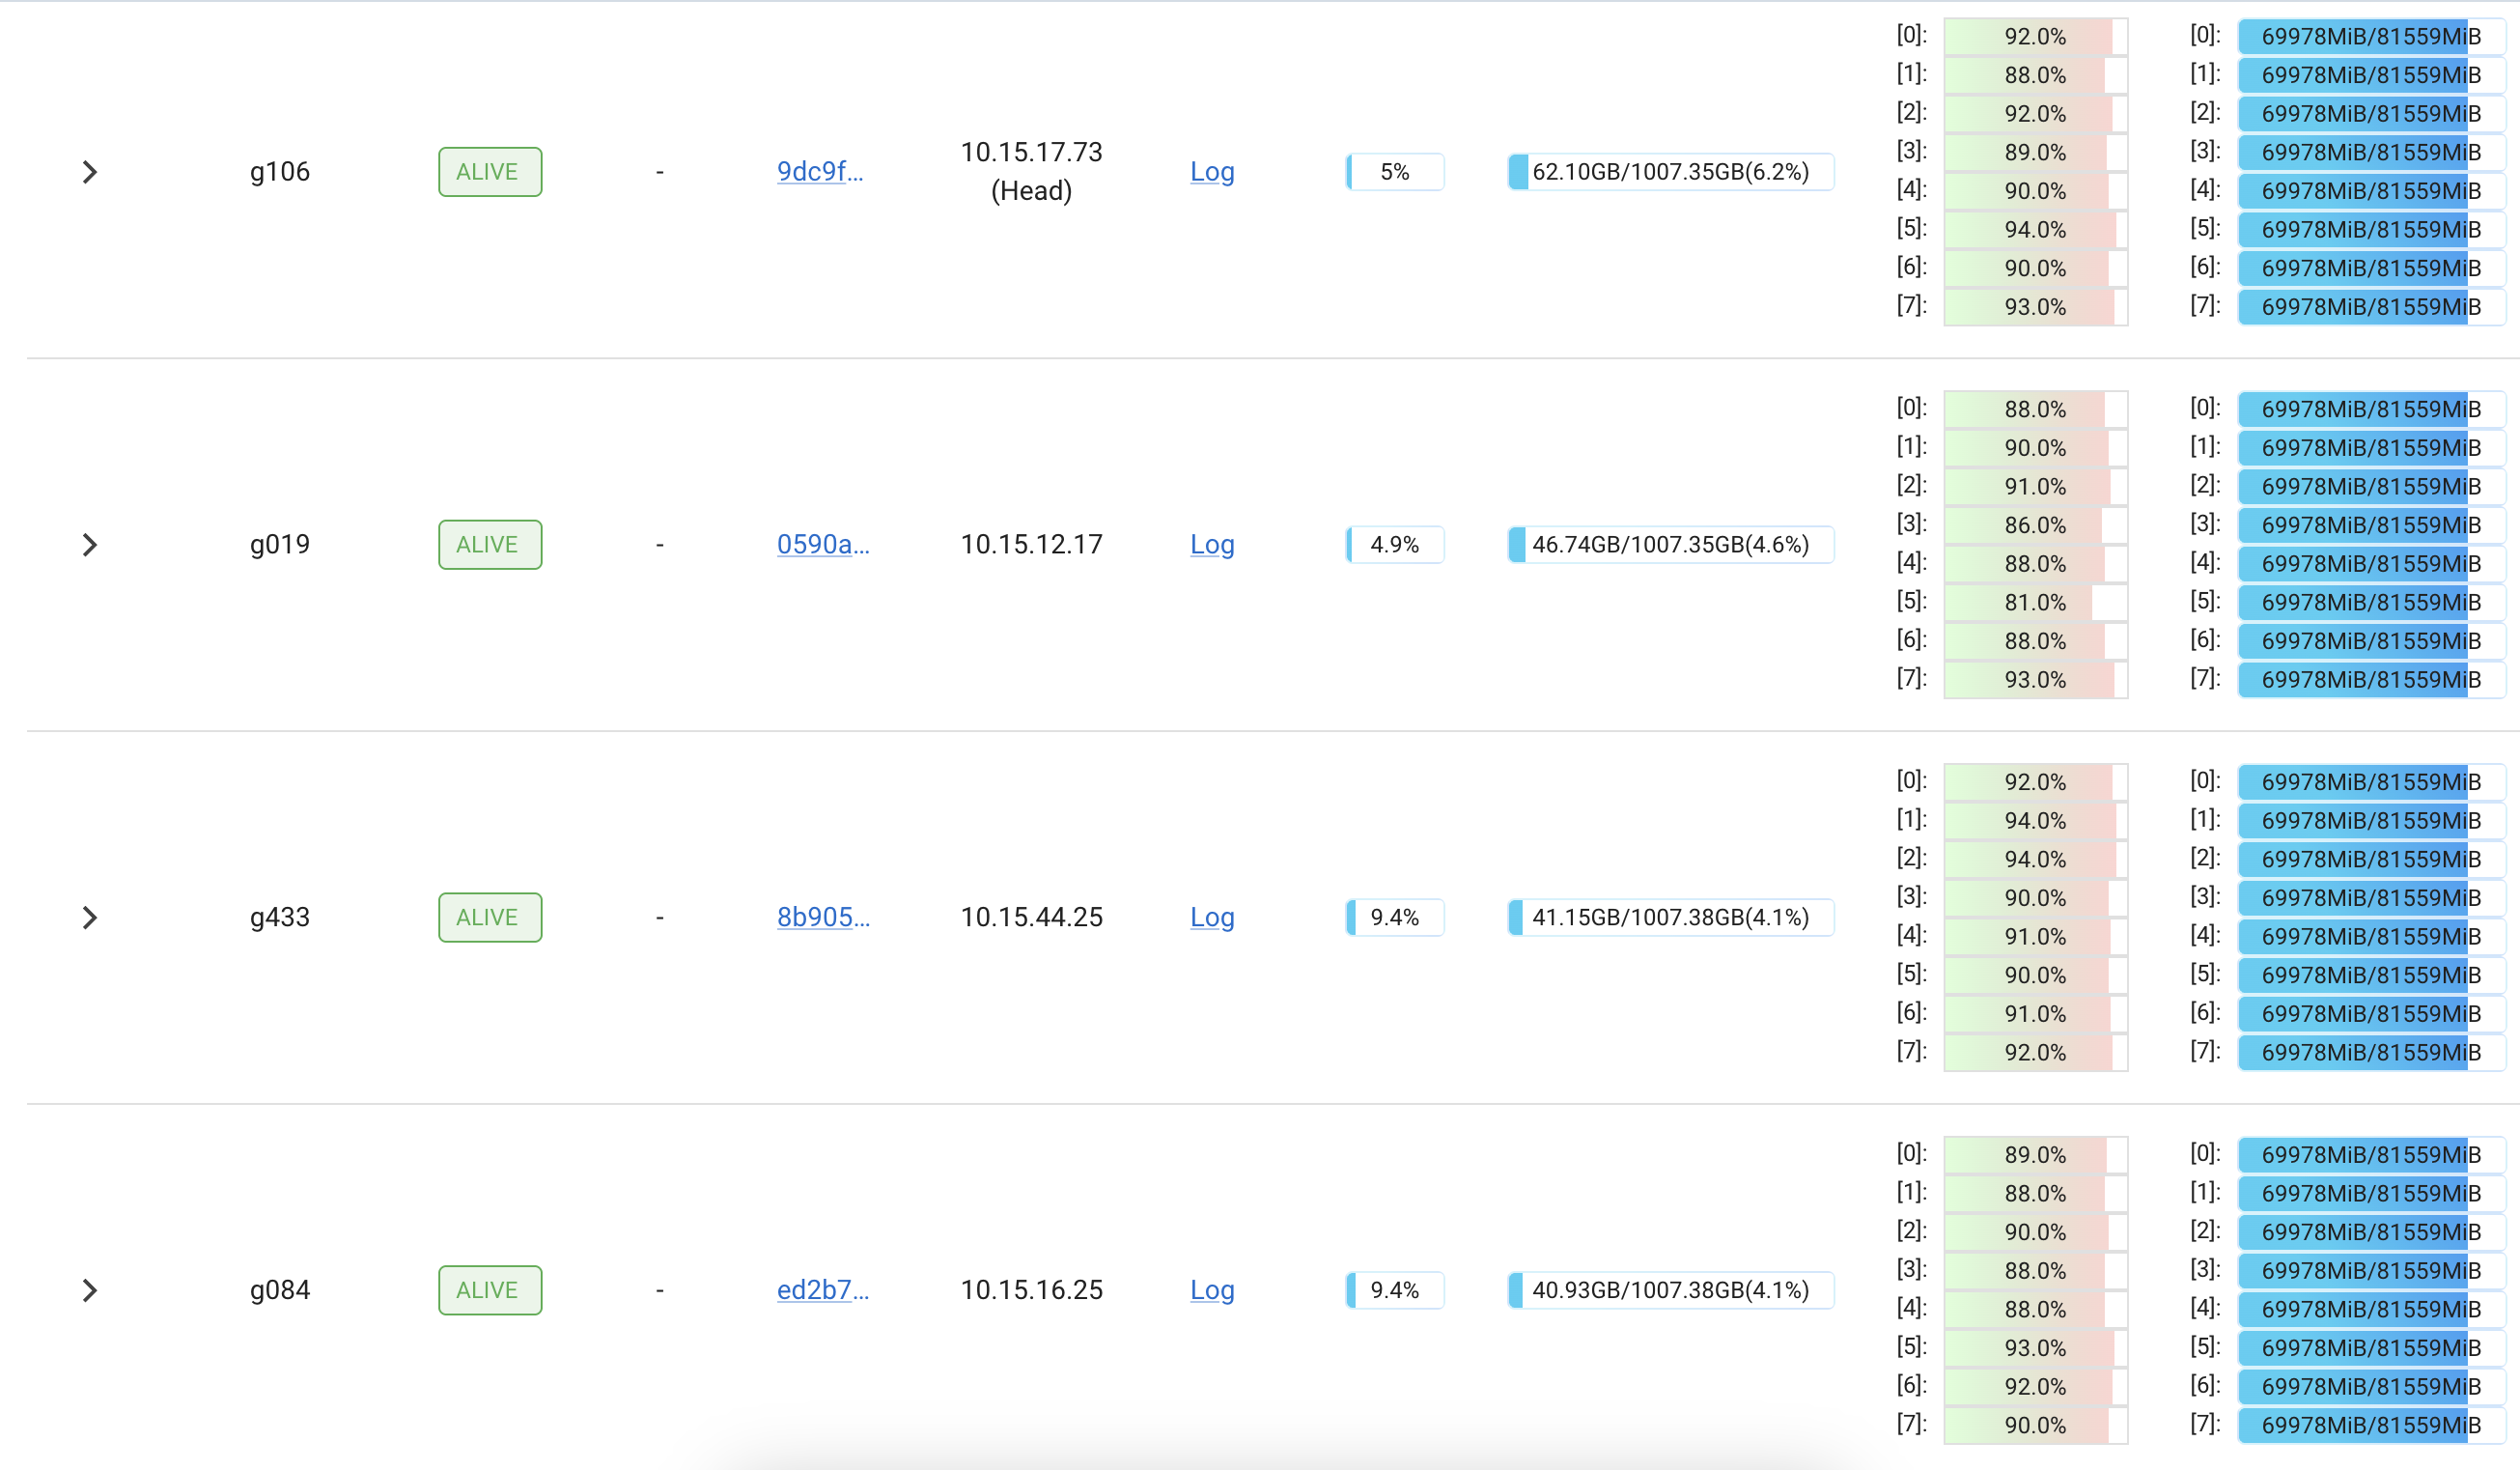 g106 ALIVE - 9dc9f... 10.15.17.73 (Head) Log 5% 62.10GB/1007.35GB(6.2%)
[0]: 92.0% [0]: 69978MiB/81559MiB
[1]: 88.0% [1]: 69978MiB/81559MiB
[2]: 92.0% [2]: 69978MiB/81559MiB
[3]: 89.0% [3]: 69978MiB/81559MiB
[4]: 90.0% [4]: 69978MiB/81559MiB
[5]: 94.0% [5]: 69978MiB/81559MiB
[6]: 90.0% [6]: 69978MiB/81559MiB
[7]: 93.0% [7]: 69978MiB/81559MiB
g019 ALIVE - 0590a... 10.15.12.17 Log 4.9% 46.74GB/1007.35GB(4.6%)
[0]: 88.0% [0]: 69978MiB/81559MiB
[1]: 90.0% [1]: 69978MiB/81559MiB
[2]: 91.0% [2]: 69978MiB/81559MiB
[3]: 86.0% [3]: 69978MiB/81559MiB
[4]: 88.0% [4]: 69978MiB/81559MiB
[5]: 81.0% [5]: 69978MiB/81559MiB
[6]: 88.0% [6]: 69978MiB/81559MiB
[7]: 93.0% [7]: 69978MiB/81559MiB
g433 ALIVE - 8b905... 10.15.44.25 Log 9.4% 41.15GB/1007.38GB(4.1%)
[0]: 92.0% [0]: 69978MiB/81559MiB
[1]: 94.0% [1]: 69978MiB/81559MiB
[2]: 94.0% [2]: 69978MiB/81559MiB
[3]: 90.0% [3]: 69978MiB/81559MiB
[4]: 91.0% [4]: 69978MiB/81559MiB
[5]: 90.0% [5]: 69978MiB/81559MiB
[6]: 91.0% [6]: 69978MiB/81559MiB
[7]: 92.0% [7]: 69978MiB/81559MiB
g084 ALIVE - ed2b7... 10.15.16.25 Log 9.4% 40.93GB/1007.38GB(4.1%)
[0]: 89.0% [0]: 69978MiB/81559MiB
[1]: 88.0% [1]: 69978MiB/81559MiB
[2]: 90.0% [2]: 69978MiB/81559MiB
[3]: 88.0% [3]: 69978MiB/81559MiB
[4]: 88.0% [4]: 69978MiB/81559MiB
[5]: 93.0% [5]: 69978MiB/81559MiB
[6]: 92.0% [6]: 69978MiB/81559MiB
[7]: 90.0% [7]: 69978MiB/81559MiB